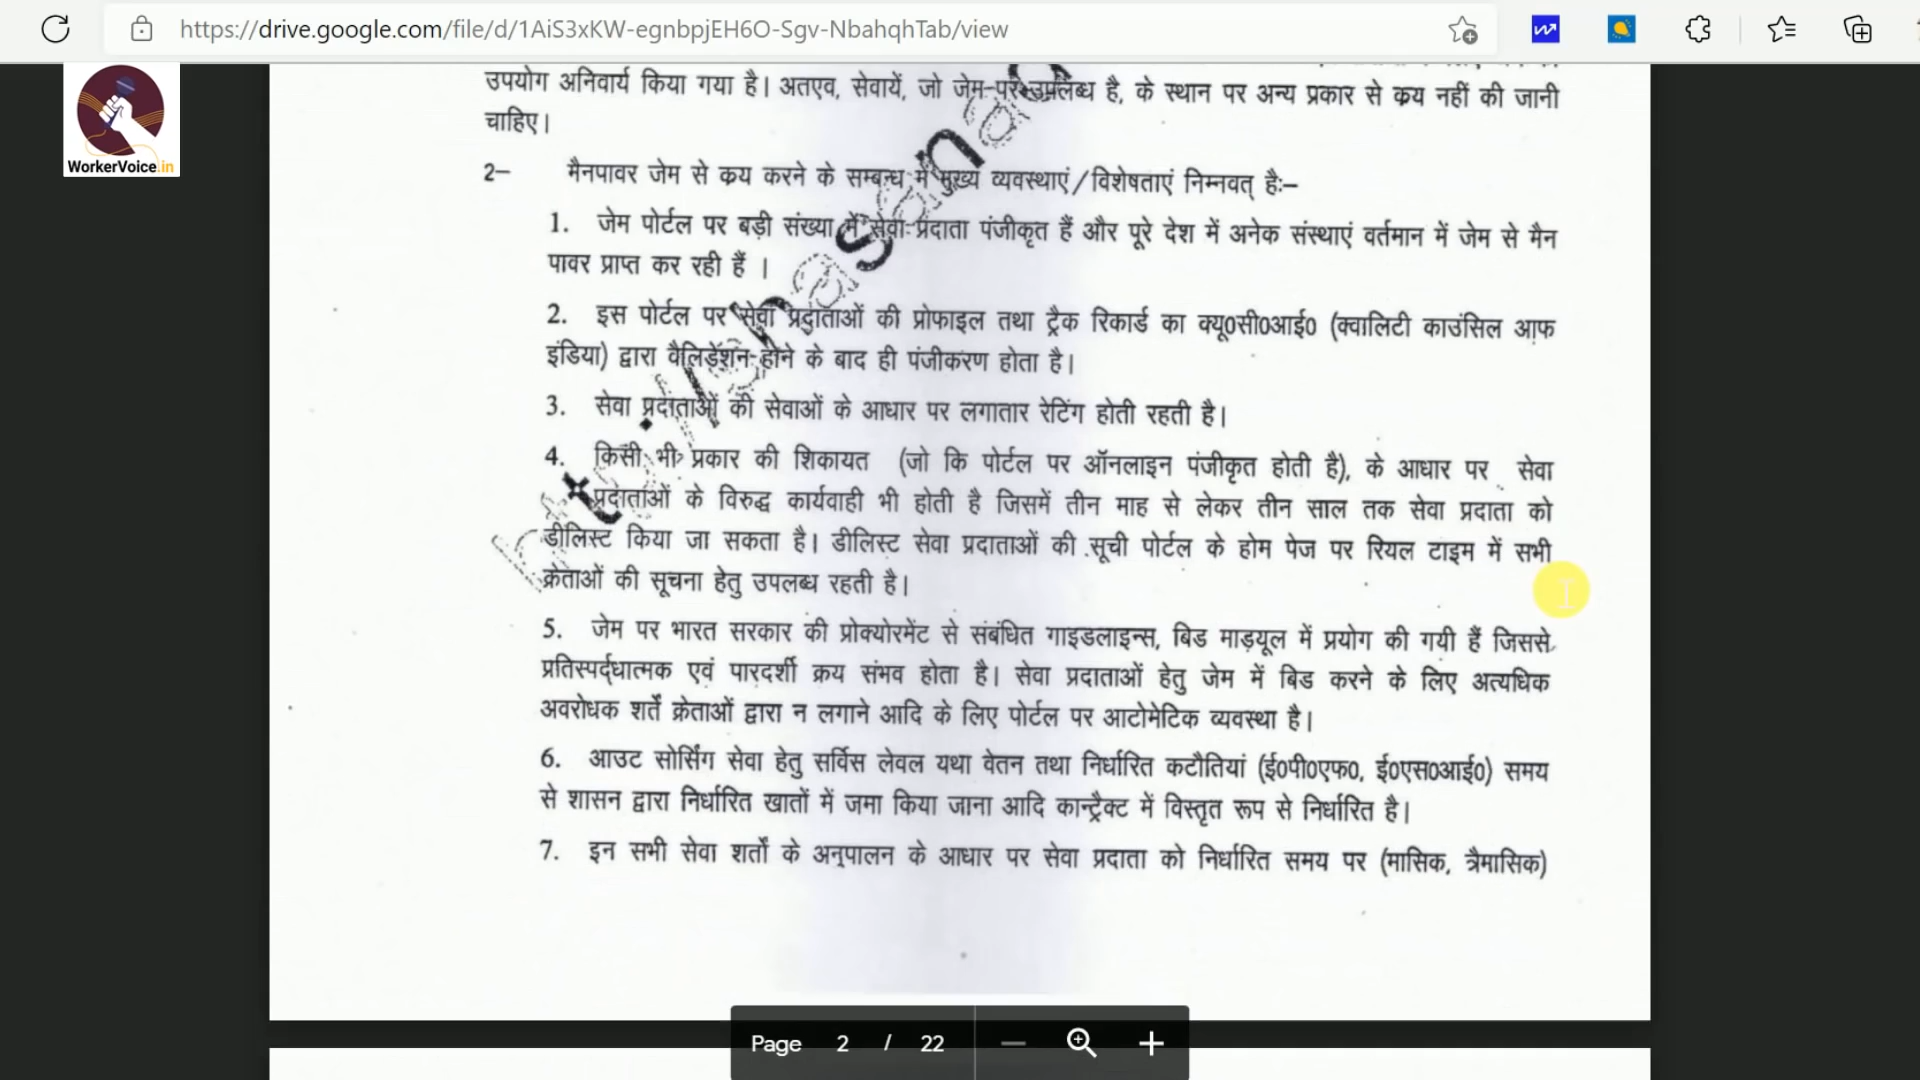 https://drive.google.com/file/d/1AiS3xKW-egnbpjEH6O-Sgv-NbahqhTab/view
WorkerVoice.in
उपयोग अनिवार्य किया गया है। अतएव, सेवायें, जो जेम पर उपलब्ध है, के स्थान पर अन्य प्रकार से कय नहीं की जानी
चाहिए।
2– मैनपावर जेम से कय करने के सम्बन्ध में मुख्य व्यवस्थाएं/विशेषताएं निम्नवत् है:–
1. जेम पोर्टल पर बड़ी संख्या में सेवा प्रदाता पंजीकृत हैं और पूरे देश में अनेक संस्थाएं वर्तमान में जेम से मैन
पावर प्राप्त कर रही हैं ।
2. इस पोर्टल पर सेवा प्रदाताओं की प्रोफाइल तथा ट्रैक रिकार्ड का क्यू0सी0आई0 (क्वालिटी काउंसिल आफ
इंडिया) द्वारा वैलिडेशन होने के बाद ही पंजीकरण होता है।
3. सेवा प्रदाताओं की सेवाओं के आधार पर लगातार रेटिंग होती रहती है।
4. किसी भी प्रकार की शिकायत (जो कि पोर्टल पर ऑनलाइन पंजीकृत होती है), के आधार पर सेवा
प्रदाताओं के विरुद्ध कार्यवाही भी होती है जिसमें तीन माह से लेकर तीन साल तक सेवा प्रदाता को
डीलिस्ट किया जा सकता है। डीलिस्ट सेवा प्रदाताओं की सूची पोर्टल के होम पेज पर रियल टाइम में सभी
क्रेताओं की सूचना हेतु उपलब्ध रहती है।
5. जेम पर भारत सरकार की प्रोक्योरमेंट से संबंधित गाइडलाइन्स, बिड माड़यूल में प्रयोग की गयी हैं जिससे
प्रतिस्पर्द्धात्मक एवं पारदर्शी क्रय संभव होता है। सेवा प्रदाताओं हेतु जेम में बिड करने के लिए अत्यधिक
अवरोधक शर्तें क्रेताओं द्वारा न लगाने आदि के लिए पोर्टल पर आटोमेटिक व्यवस्था है।
6. आउट सोर्सिंग सेवा हेतु सर्विस लेवल यथा वेतन तथा निर्धारित कटौतियां (ई0पी0एफ0, ई0एस0आई0) समय
से शासन द्वारा निर्धारित खातों में जमा किया जाना आदि कान्ट्रैक्ट में विस्तृत रूप से निर्धारित है।
7. इन सभी सेवा शर्तों के अनुपालन के आधार पर सेवा प्रदाता को निर्धारित समय पर (मासिक, त्रैमासिक)
Page 2 / 22